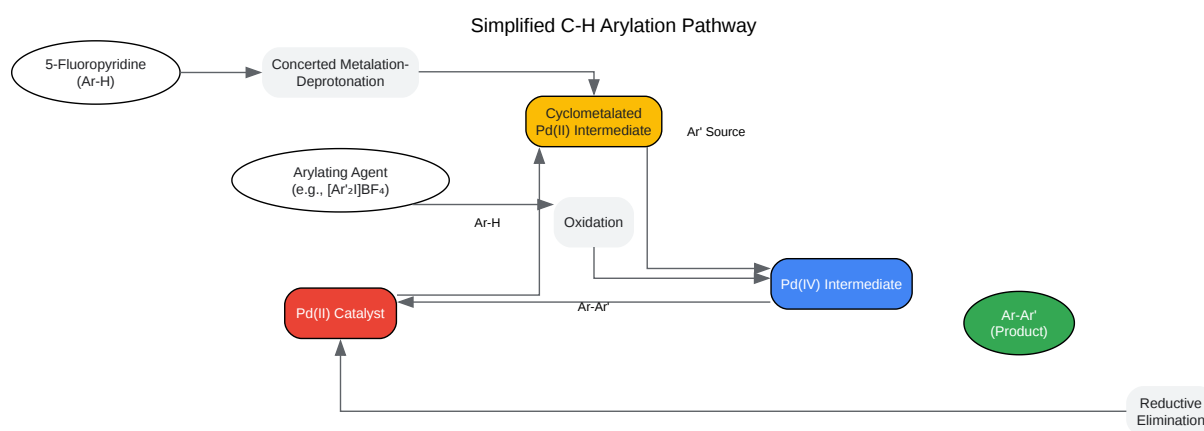 Simplified C-H Arylation Pathway
5-Fluoropyridine
(Ar-H)
Concerted Metalation-
Deprotonation
Cyclometalated
Pd(II) Intermediate
Ar' Source
Arylating Agent
(e.g., [Ar'₂I]BF₄)
Ar-H
Oxidation
Pd(IV) Intermediate
Pd(II) Catalyst
Ar-Ar'
Ar-Ar'
(Product)
Reductive
Elimination